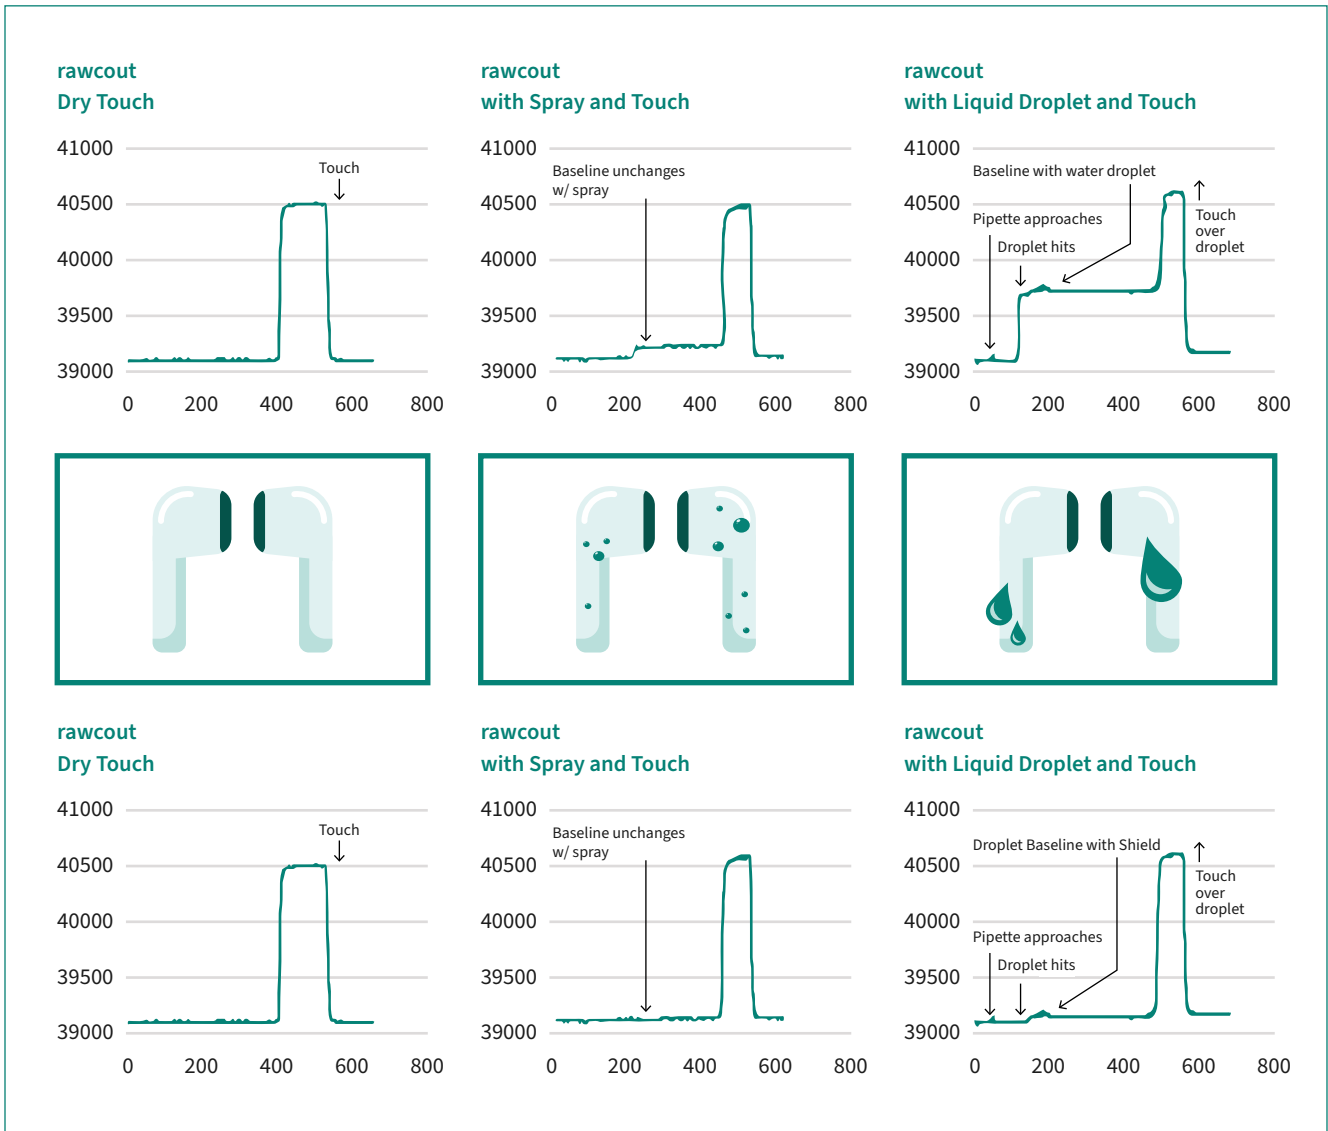 rawcout
Dry Touch
41000
40500
40000
39500
39000
0 200 400 600 800
Touch
rawcout
with Spray and Touch
41000
40500
40000
39500
39000
0 200 400 600 800
Baseline unchanges
w/ spray
rawcout
with Liquid Droplet and Touch
41000
40500
40000
39500
39000
0 200 400 600 800
Baseline with water droplet
Pipette approaches
Droplet hits
Touch
over
droplet
rawcout
Dry Touch
41000
40500
40000
39500
39000
0 200 400 600 800
Touch
rawcout
with Spray and Touch
41000
40500
40000
39500
39000
0 200 400 600 800
Baseline unchanges
w/ spray
rawcout
with Liquid Droplet and Touch
41000
40500
40000
39500
39000
0 200 400 600 800
Droplet Baseline with Shield
Touch
over
droplet
Pipette approaches
Droplet hits